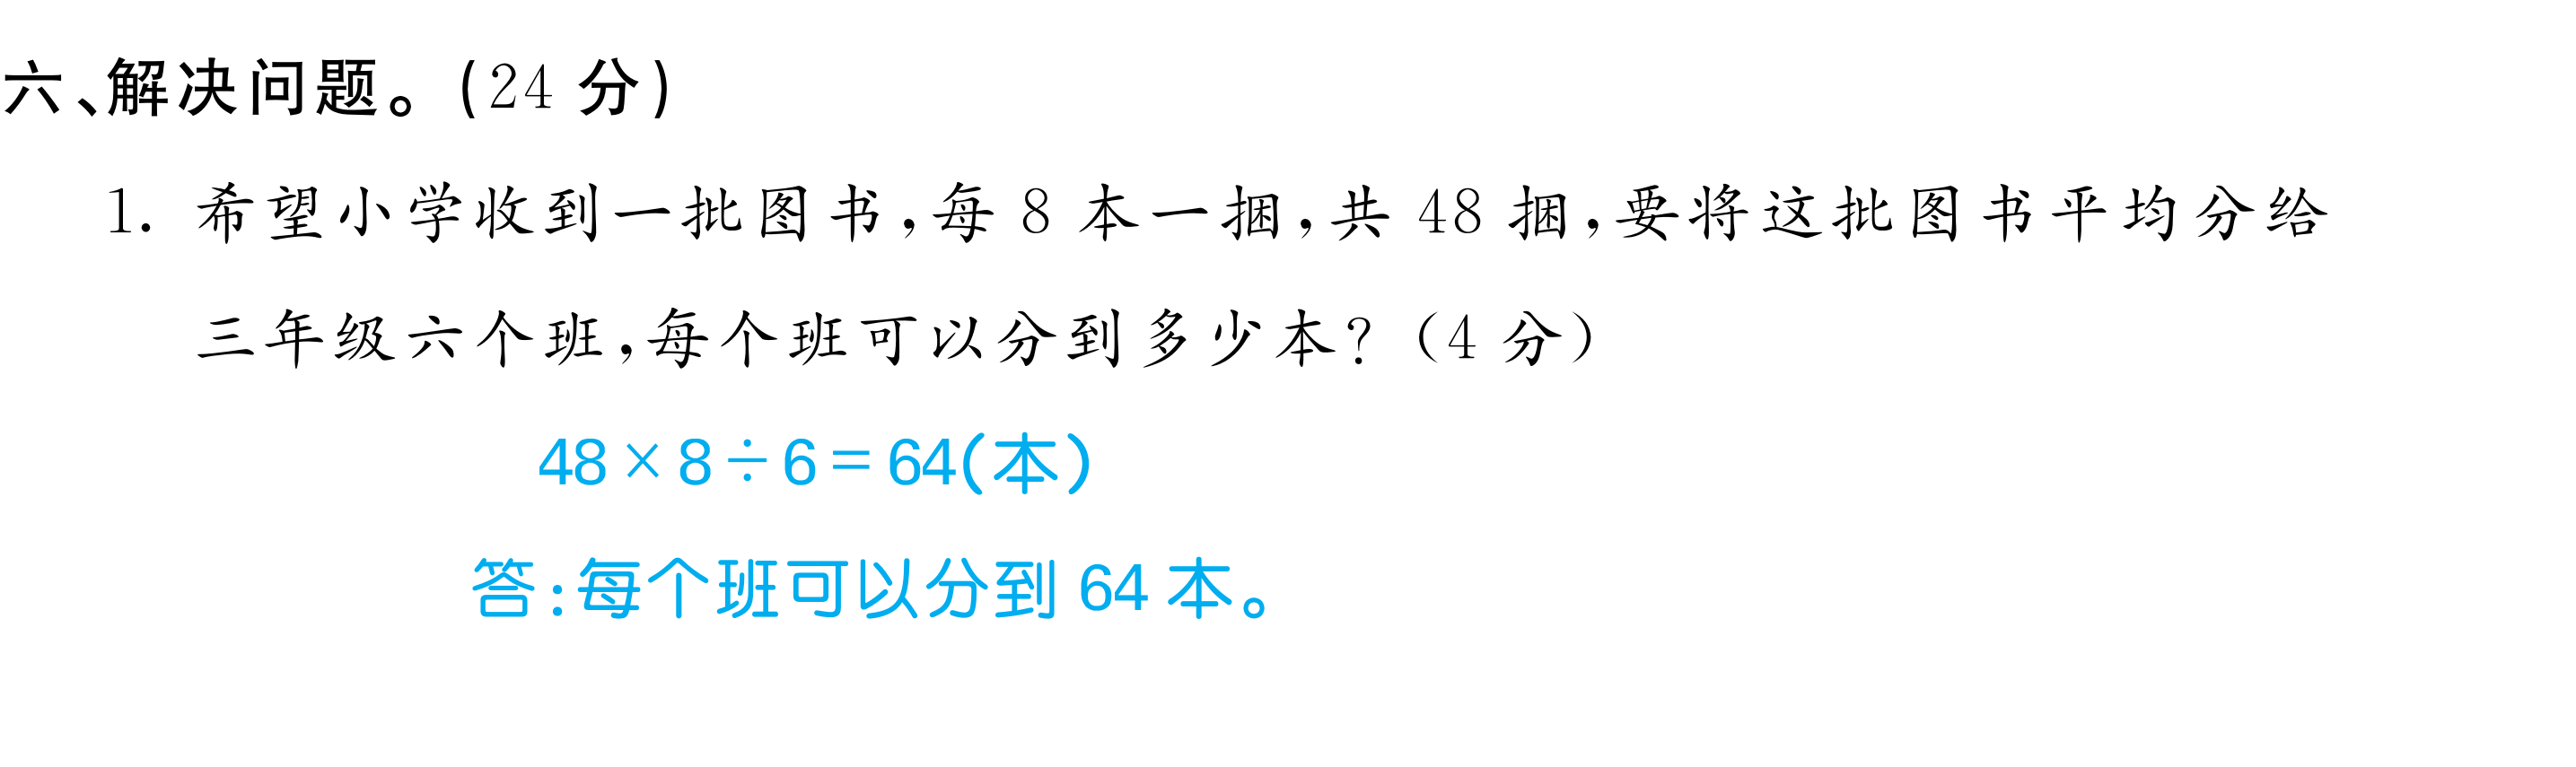 六、解决问题。(24 分)
1. 希望小学收到一批图书,每 8 本一捆,共 48 捆,要将这批图书平均分给
三年级六个班,每个班可以分到多少本?(4 分)
48×8÷6=64(本)
答:每个班可以分到 64 本。